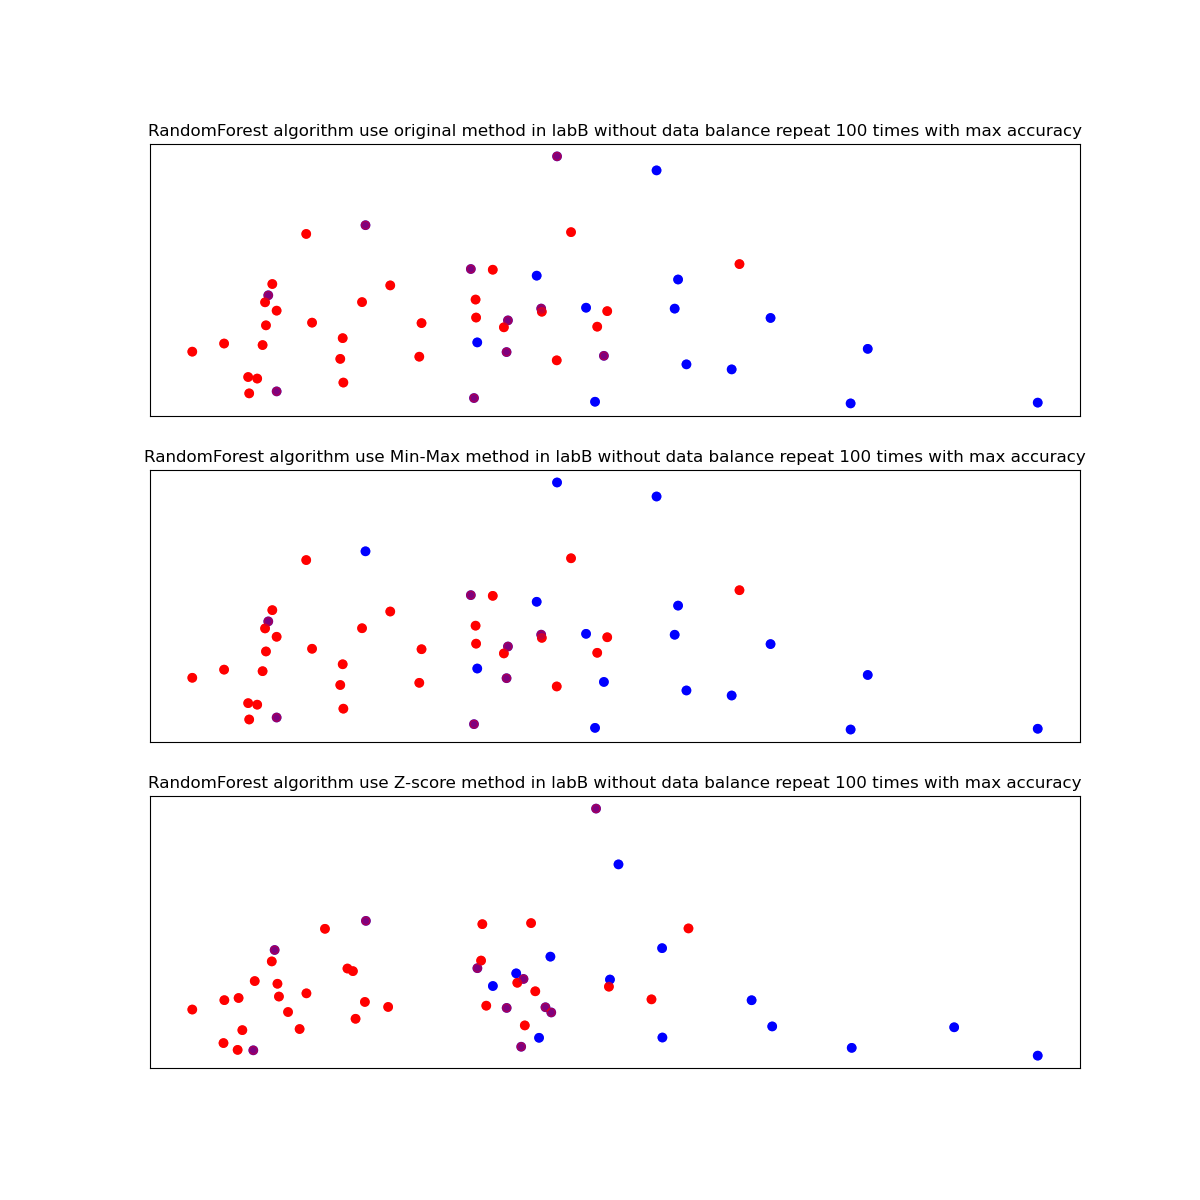 RandomForest algorithm use original method in labB without data balance repeat 100 times with max accuracy
RandomForest algorithm use Min-Max method in labB without data balance repeat 100 times with max accuracy
RandomForest algorithm use Z-score method in labB without data balance repeat 100 times with max accuracy